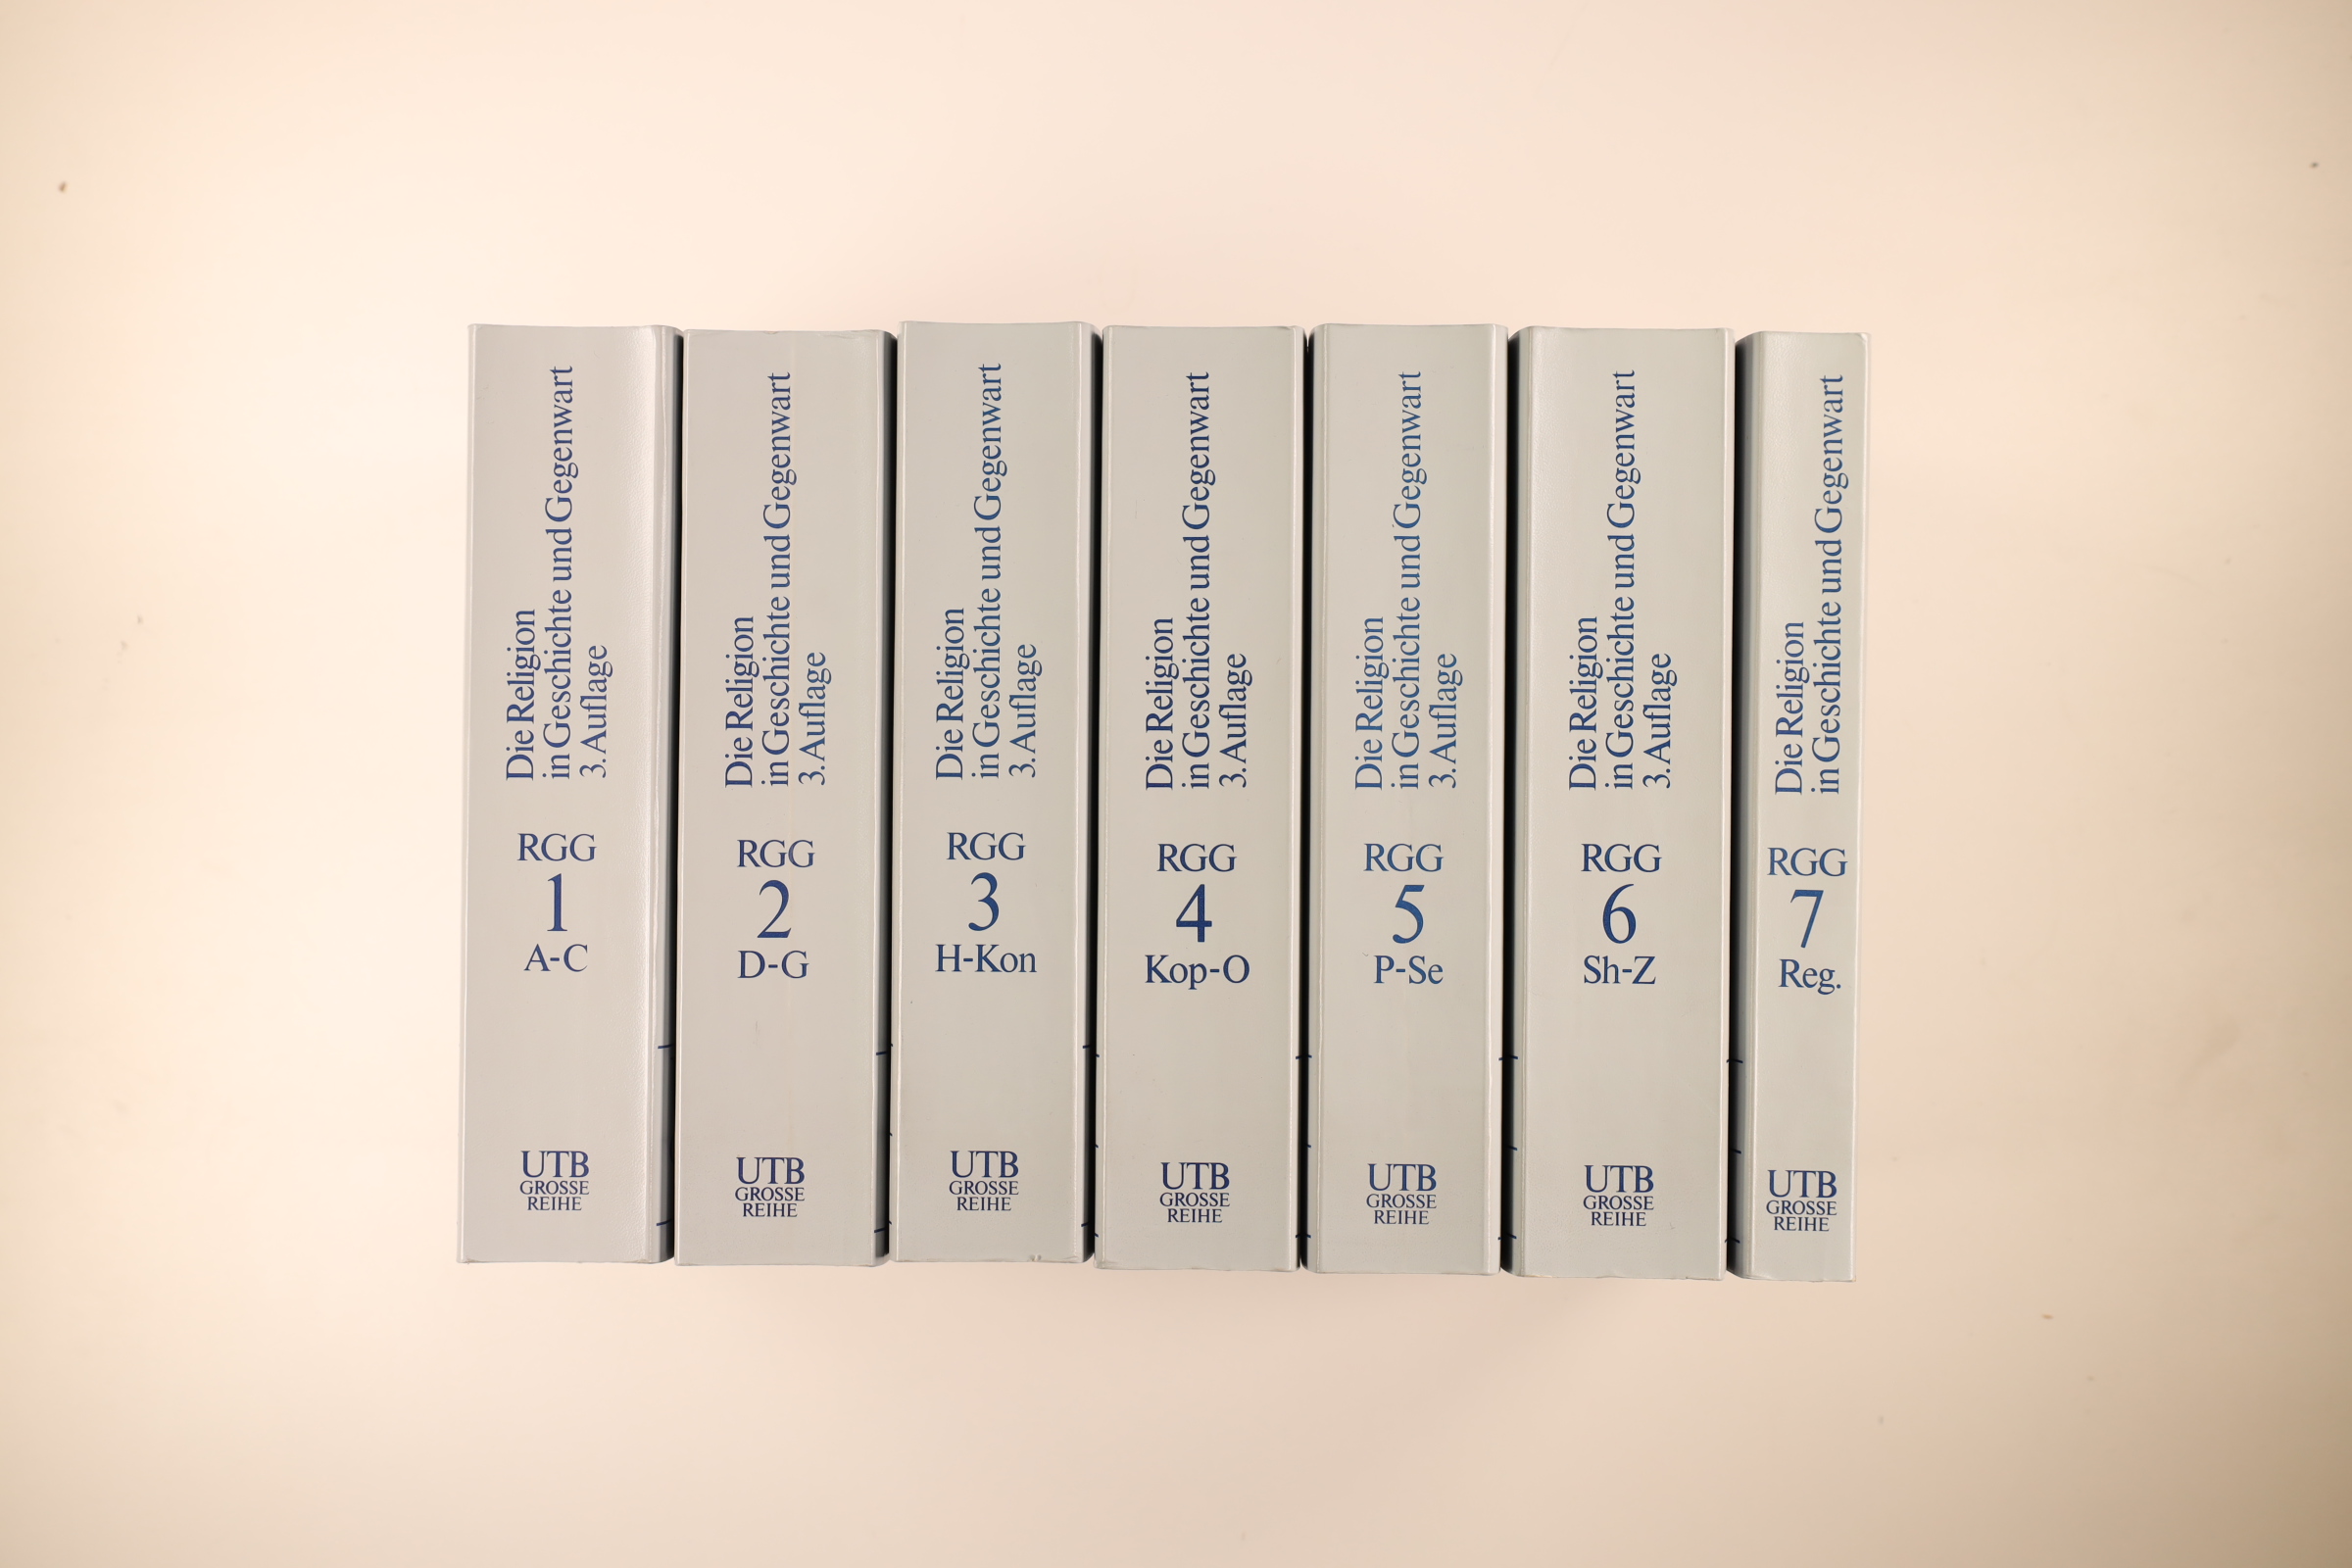 Die Religion
in Geschichte und Gegenwart
3. Auflage
RGG
1
A-C
UTB
GROSSE
REIHE
Die Religion
in Geschichte und Gegenwart
3. Auflage
RGG
2
D-G
UTB
GROSSE
REIHE
Die Religion
in Geschichte und Gegenwart
3. Auflage
RGG
3
H-Kon
UTB
GROSSE
REIHE
Die Religion
in Geschichte und Gegenwart
3. Auflage
RGG
4
Kop-O
UTB
GROSSE
REIHE
Die Religion
in Geschichte und Gegenwart
3. Auflage
RGG
5
P-Se
UTB
GROSSE
REIHE
Die Religion
in Geschichte und Gegenwart
3. Auflage
RGG
6
Sh-Z
UTB
GROSSE
REIHE
Die Religion
in Geschichte und Gegenwart
RGG
7
Reg.
UTB
GROSSE
REIHE